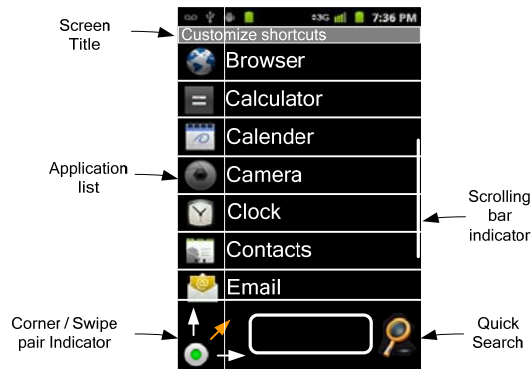 3G 7:36 PM
Screen
Title
Customize shortcuts
Browser
Calculator
Calender
Application
list
Camera
Clock
Scrolling
bar
indicator
Contacts
Email
Corner / Swipe
pair Indicator
Quick
Search